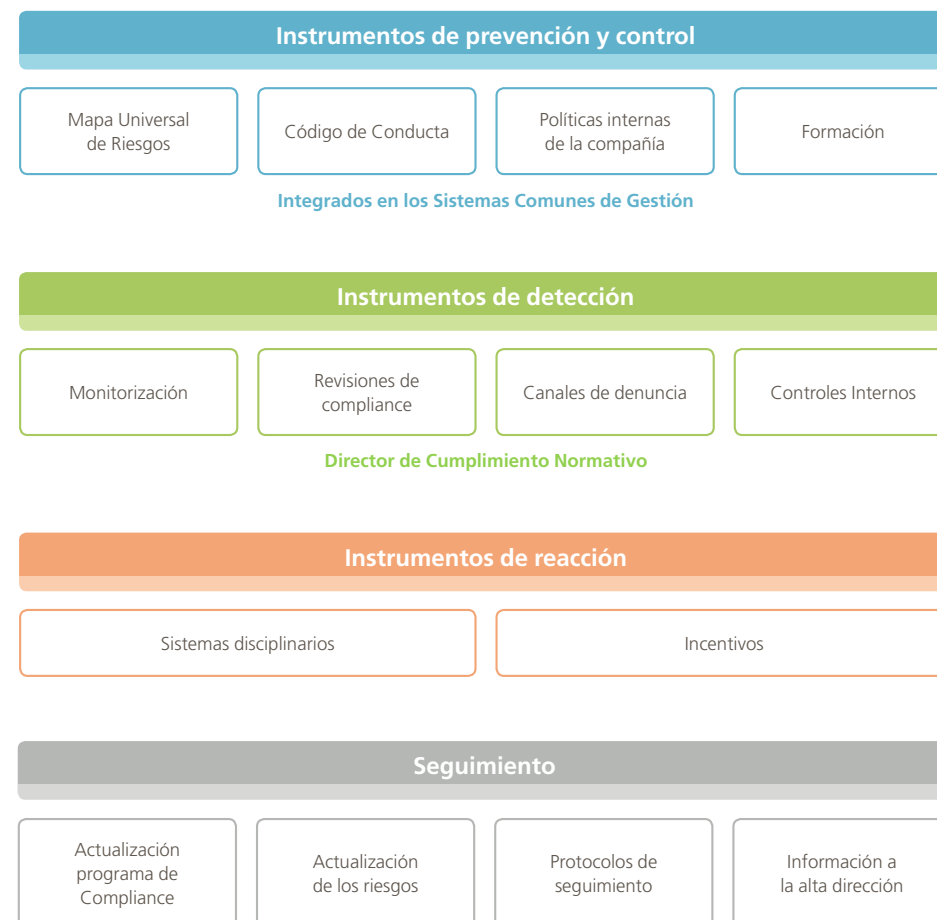 Instrumentos de prevención y control
Mapa Universal
de Riesgos
Código de Conducta
Políticas internas
de la compañía
Formación
Integrados en los Sistemas Comunes de Gestión
Instrumentos de detección
Monitorización
Revisiones de
compliance
Canales de denuncia
Controles Internos
Director de Cumplimiento Normativo
Instrumentos de reacción
Sistemas disciplinarios
Incentivos
Seguimiento
Actualización
programa de
Compliance
Actualización
de los riesgos
Protocolos de
seguimiento
Información a
la alta dirección